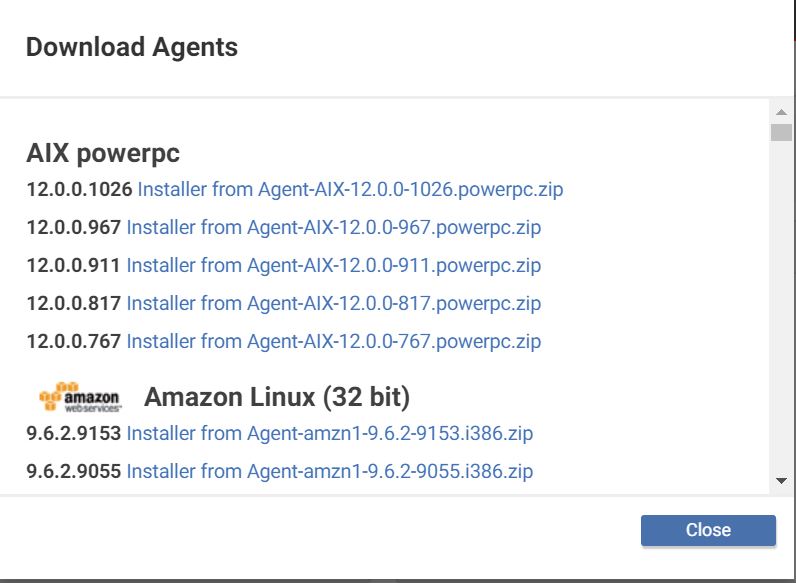 Download Agents
AIX powerpc
12.0.0.1026 Installer from Agent-AIX-12.0.0-1026.powerpc.zip
12.0.0.967 Installer from Agent-AIX-12.0.0-967.powerpc.zip
12.0.0.911 Installer from Agent-AIX-12.0.0-911.powerpc.zip
12.0.0.817 Installer from Agent-AIX-12.0.0-817.powerpc.zip
12.0.0.767 Installer from Agent-AIX-12.0.0-767.powerpc.zip
amazon
webservices™
Amazon Linux (32 bit)
9.6.2.9153 Installer from Agent-amzn1-9.6.2-9153.i386.zip
9.6.2.9055 Installer from Agent-amzn1-9.6.2-9055.i386.zip
Close